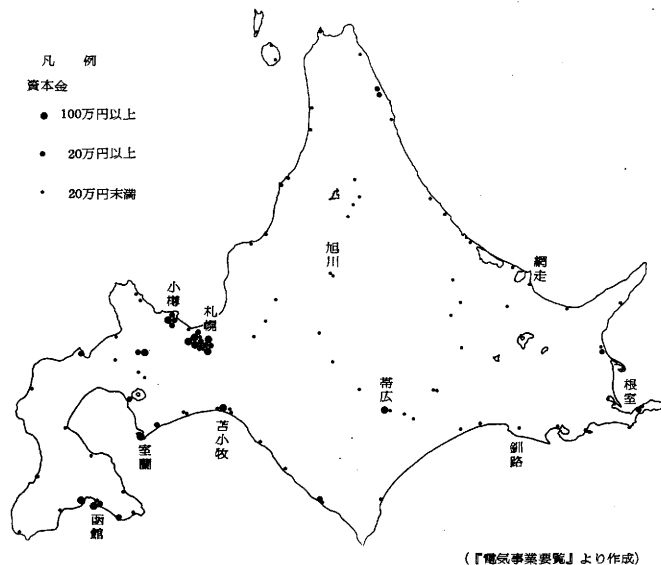 凡 例
資本金
● 100万円以上
● 20万円以上
・ 20万円未満
旭川
網走
小樽
札幌
帯広
根室
苫小牧
室蘭
釧路
函館
(『電気事業要覧』より作成)